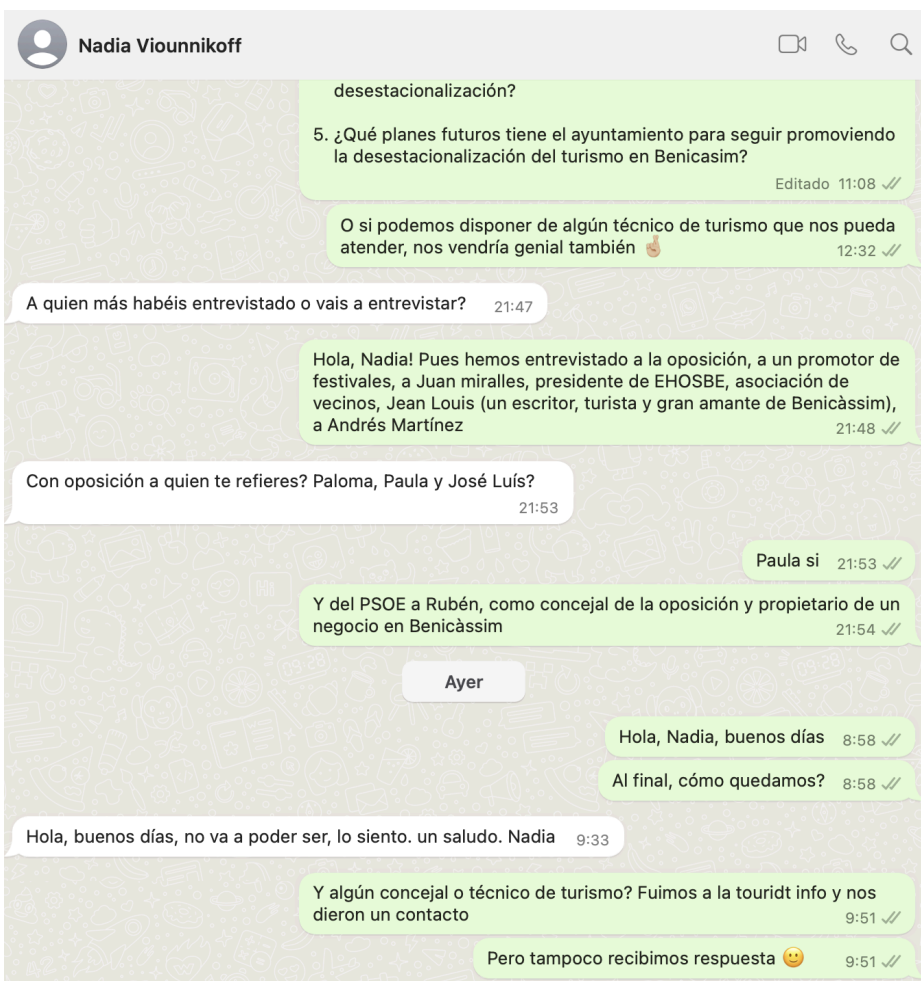 Nadia Viounnikoff
desestacionalización?
5. ¿Qué planes futuros tiene el ayuntamiento para seguir promoviendo
la desestacionalización del turismo en Benicasim?
Editado 11:08
O si podemos disponer de algún técnico de turismo que nos pueda
atender, nos vendría genial también 🤞🏼
12:32
A quien más habéis entrevistado o vais a entrevistar? 21:47
Hola, Nadia! Pues hemos entrevistado a la oposición, a un promotor de
festivales, a Juan miralles, presidente de EHOSBE, asociación de
vecinos, Jean Louis (un escritor, turista y gran amante de Benicàssim),
a Andrés Martínez
21:48
Con oposición a quien te refieres? Paloma, Paula y José Luís?
21:53
Paula si 21:53
Y del PSOE a Rubén, como concejal de la oposición y propietario de un
negocio en Benicàssim
21:54
Ayer
Hola, Nadia, buenos días 8:58
Al final, cómo quedamos? 8:58
Hola, buenos días, no va a poder ser, lo siento. un saludo. Nadia 9:33
Y algún concejal o técnico de turismo? Fuimos a la touridt info y nos
dieron un contacto
9:51
Pero tampoco recibimos respuesta 🙂 9:51